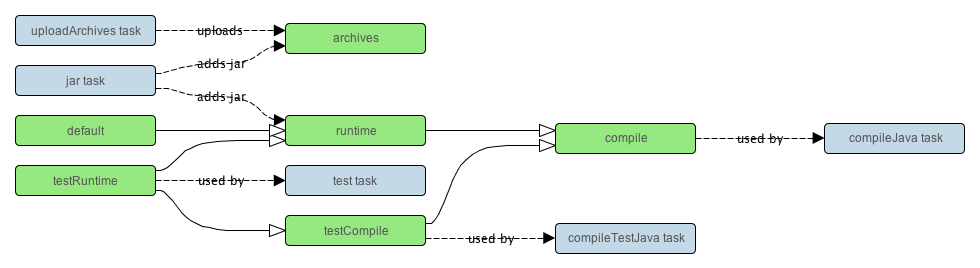 uploadArchives task
uploads
archives
jar task
adds jar
adds jar
default
runtime
compile
used by
compileJava task
testRuntime
used by
test task
testCompile
used by
compileTestJava task